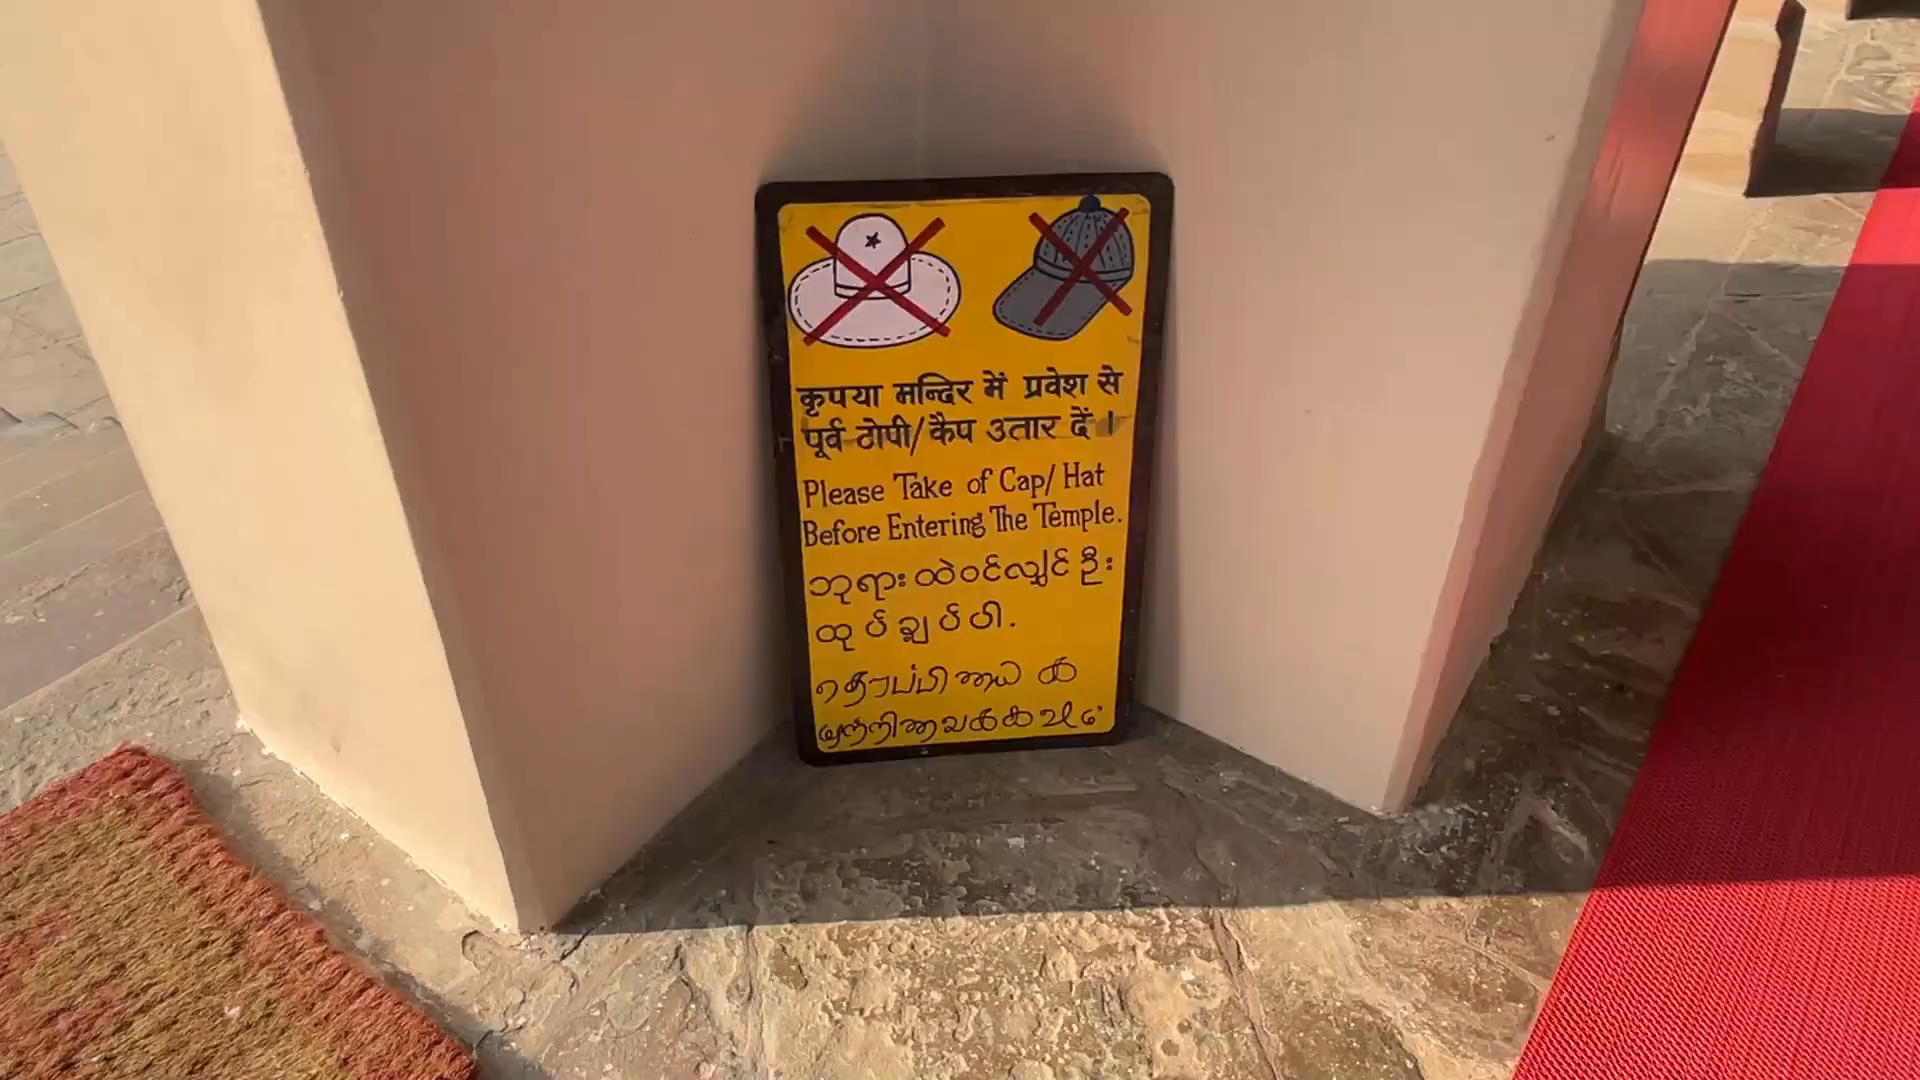 कृपया मन्दिर में प्रवेश से
पूर्व टोपी/कैप उतार दें ।
Please Take of Cap/ Hat
Before Entering The Temple.
ဘုရားထဲဝင်လျှင်ဦး
ထုပ်ချွပ်ပါ.